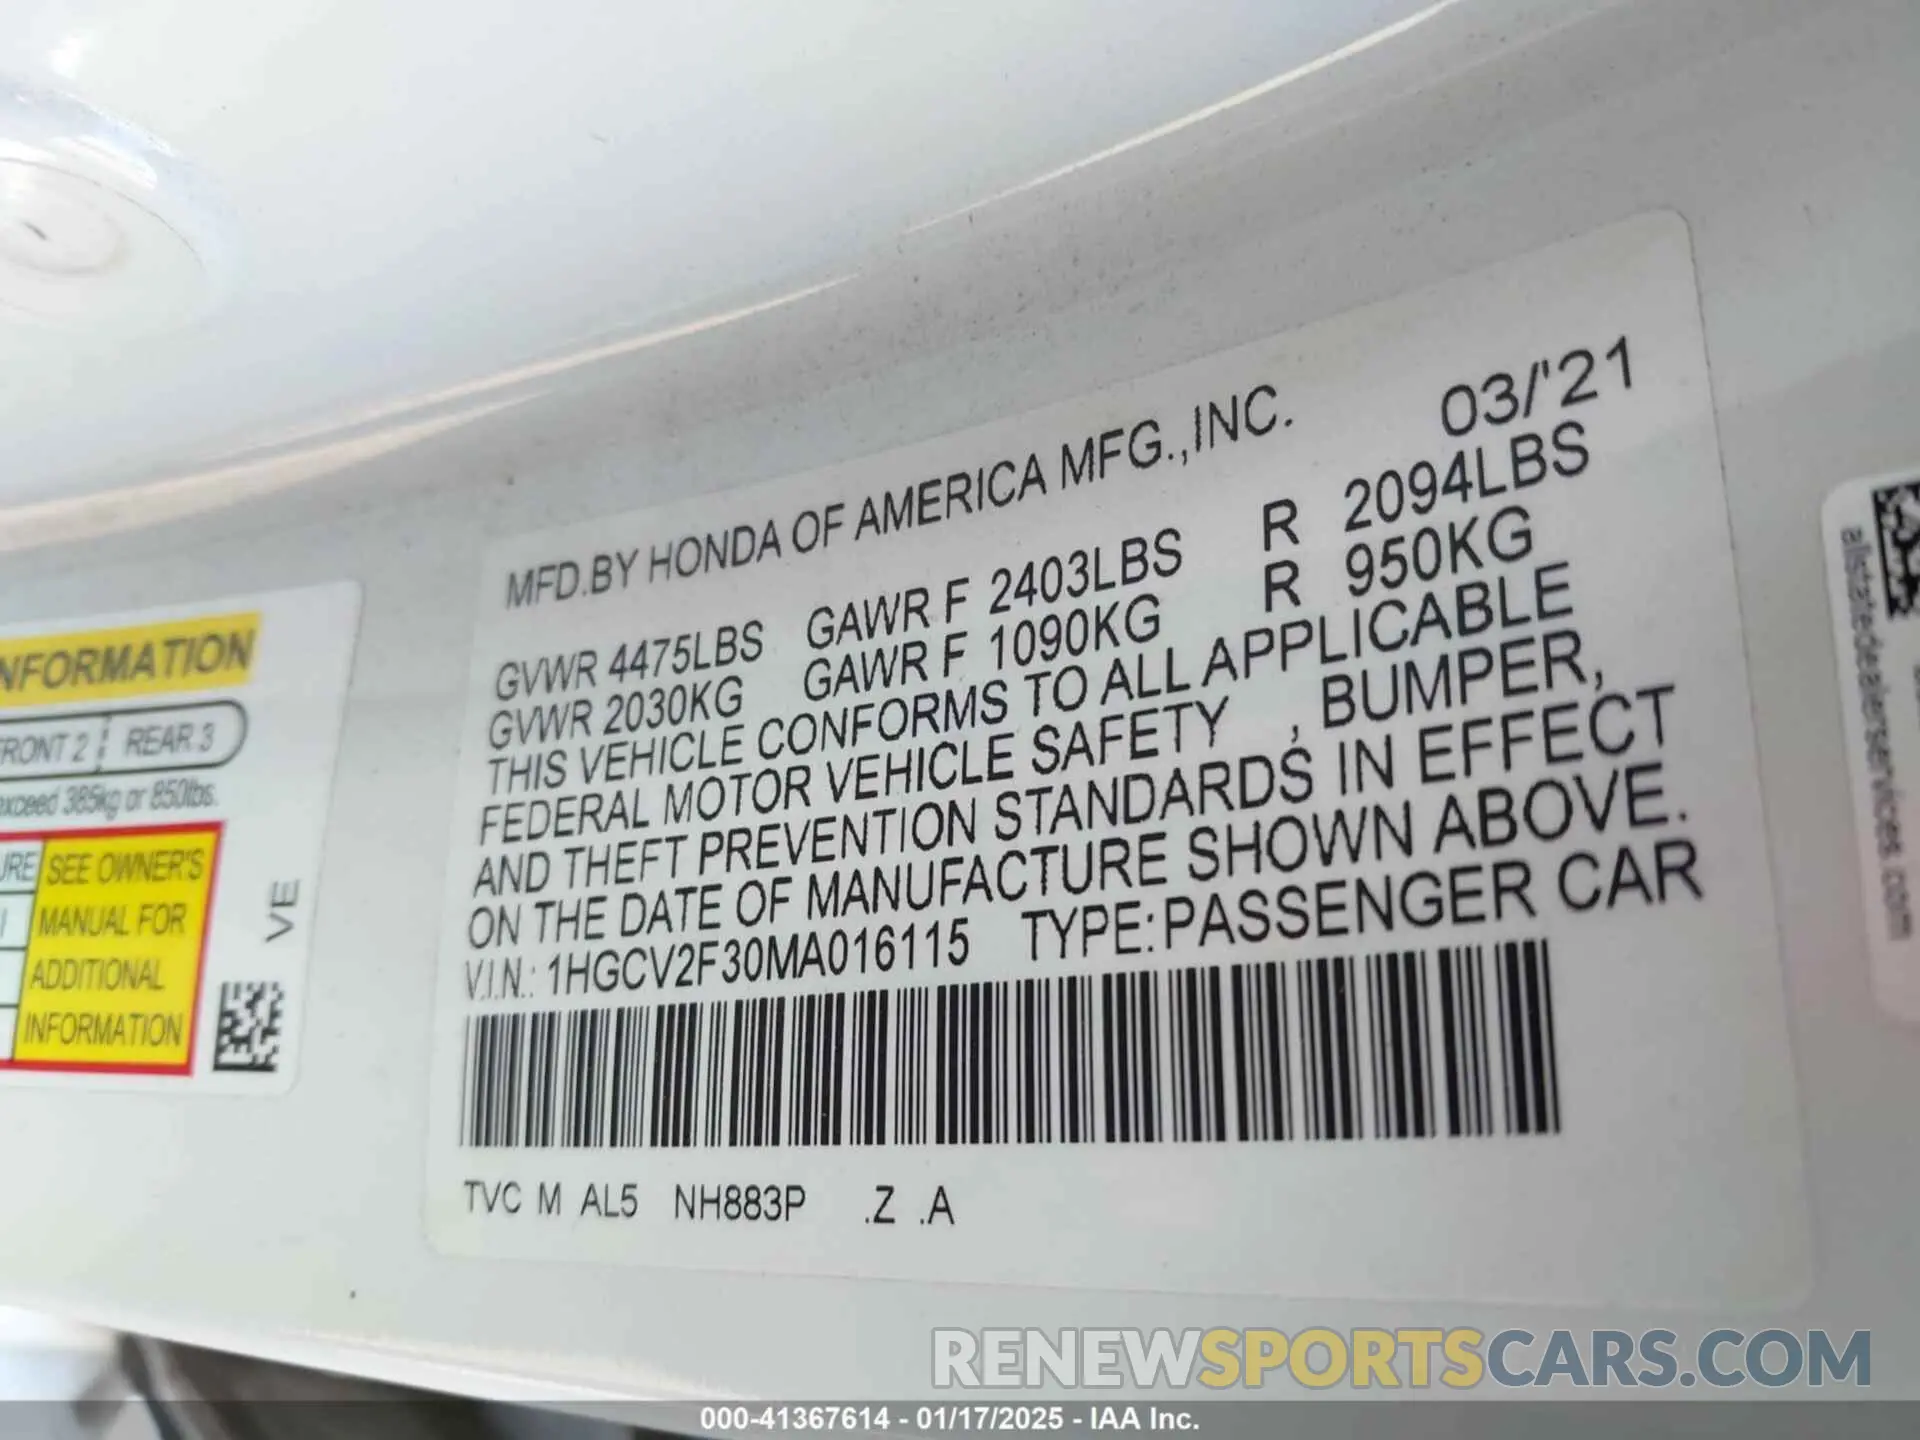 MFD.BY HONDA OF AMERICA MFG.,INC. 03/'21
GVWR 4475LBS GAWR F 2403LBS R 2094LBS
GVWR 2030KG GAWR F 1090KG R 950KG
THIS VEHICLE CONFORMS TO ALL APPLICABLE
FEDERAL MOTOR VEHICLE SAFETY , BUMPER,
AND THEFT PREVENTION STANDARDS IN EFFECT
ON THE DATE OF MANUFACTURE SHOWN ABOVE.
V.I.N.: 1HGCV2F30MA016115 TYPE:PASSENGER CAR
TVC M AL5 NH883P .Z .A
FRONT 2 REAR 3
exceed 385kg or 850lbs.
SEE OWNER'S
MANUAL FOR
ADDITIONAL
INFORMATION
VE
allstatedealerservices.com
RENEWSPORTSCARS.COM
000-41367614 - 01/17/2025 - IAA Inc.